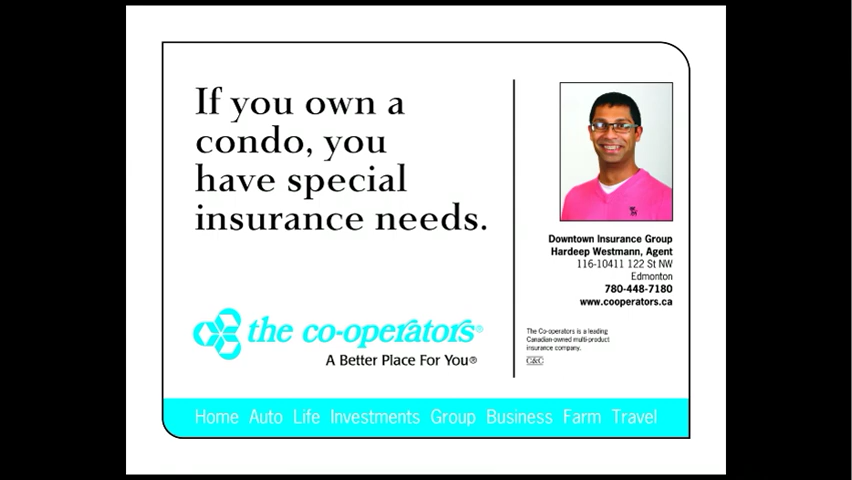 If you own a
condo, you
have special
insurance needs.
the co-operators®
A Better Place For You®
Downtown Insurance Group
Hardeep Westmann, Agent
116-10411 122 St NW
Edmonton
780-448-7180
www.cooperators.ca
The Co-operators is a leading
Canadian-owned multi-product
insurance company.
C&C
Home Auto Life Investments Group Business Farm Travel